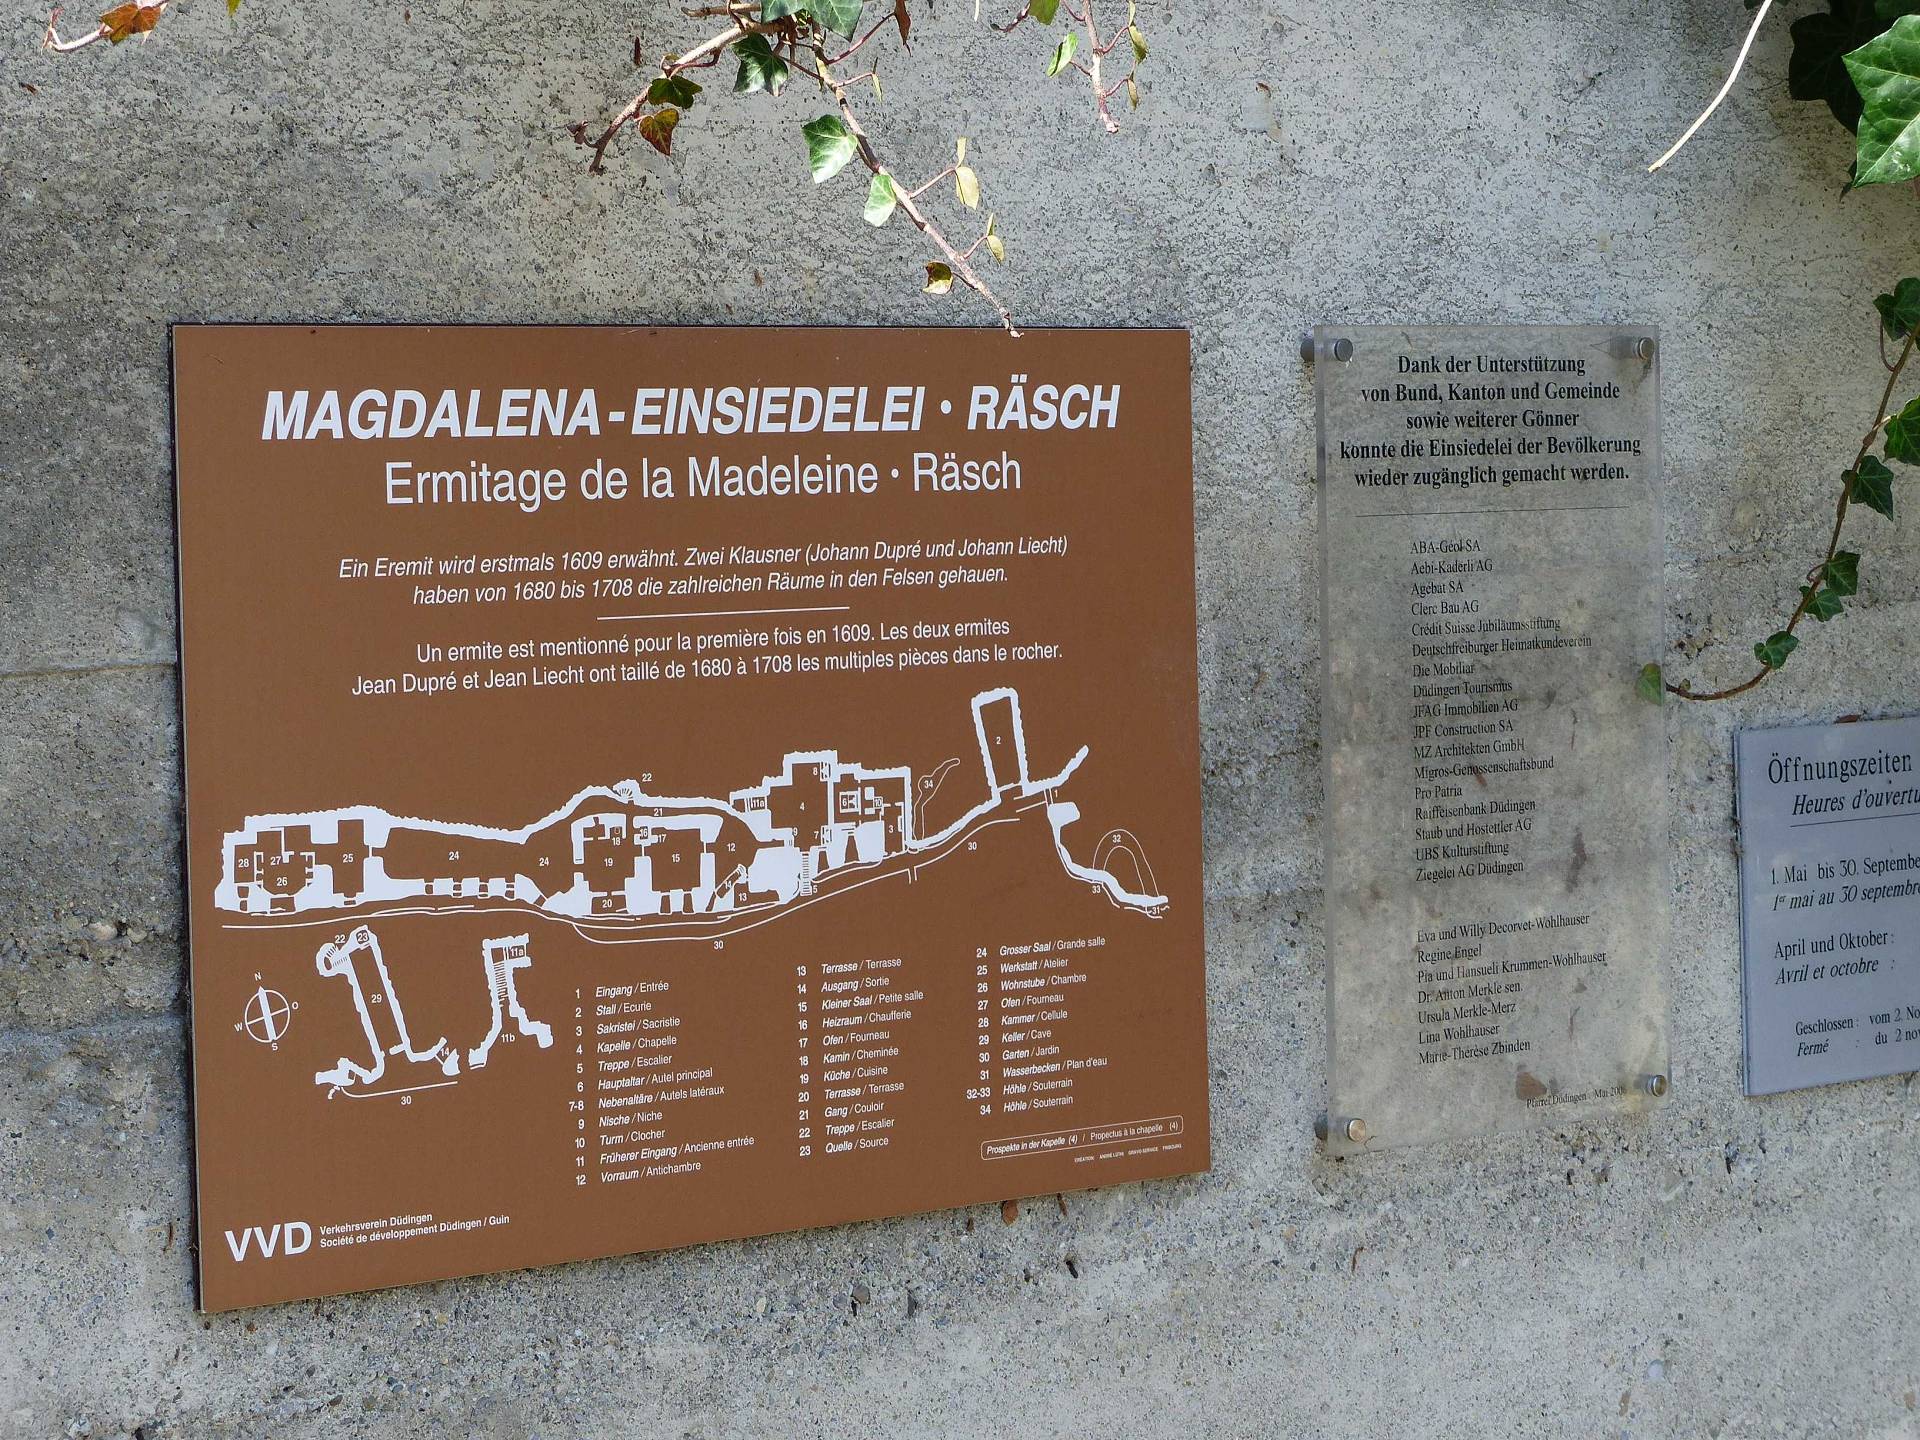 MAGDALENA-EINSIEDELEI • RÄSCH
Ermitage de la Madeleine • Räsch
Ein Eremit wird erstmals 1609 erwähnt. Zwei Klausner (Johann Dupré und Johann Liecht)
haben von 1680 bis 1708 die zahlreichen Räume in den Felsen gehauen.
Un ermite est mentionné pour la première fois en 1609. Les deux ermites
Jean Dupré et Jean Liecht ont taillé de 1680 à 1708 les multiples pièces dans le rocher.
1 Eingang / Entrée
2 Stall / Ecurie
3 Sakristei / Sacristie
4 Kapelle / Chapelle
5 Treppe / Escalier
6 Hauptaltar / Autel principal
7-8 Nebenaltäre / Autels latéraux
9 Nische / Niche
10 Turm / Clocher
11 Früherer Eingang / Ancienne entrée
12 Vorraum / Antichambre
13 Terrasse / Terrasse
14 Ausgang / Sortie
15 Kleiner Saal / Petite salle
16 Heizraum / Chaufferie
17 Ofen / Fourneau
18 Kamin / Cheminée
19 Küche / Cuisine
20 Terrasse / Terrasse
21 Gang / Couloir
22 Treppe / Escalier
23 Quelle / Source
24 Grosser Saal / Grande salle
25 Werkstatt / Atelier
26 Wohnstube / Chambre
27 Ofen / Fourneau
28 Kammer / Cellule
29 Keller / Cave
30 Garten / Jardin
31 Wasserbecken / Plan d'eau
32-33 Höhle / Souterrain
34 Höhle / Souterrain
Prospekte in der Kapelle (4) / Propectus à la chapelle (4)
CREATION ANDRÉ LÜTHI GRAVO-SERVICE FRIBOURG
VVD Verkehrsverein Düdingen
Société de développement Düdingen / Guin
Dank der Unterstützung
von Bund, Kanton und Gemeinde
sowie weiterer Gönner
konnte die Einsiedelei der Bevölkerung
wieder zugänglich gemacht werden.
ABA-Géol SA
Aebi-Kaderli AG
Agebat SA
Clerc Bau AG
Crédit Suisse Jubiläumsstiftung
Deutschfreiburger Heimatkundeverein
Die Mobiliar
Düdingen Tourismus
JFAG Immobilien AG
JPF Construction SA
MZ Architekten GmbH
Migros-Genossenschaftsbund
Pro Patria
Raiffeisenbank Düdingen
Staub und Hostettler AG
UBS Kulturstiftung
Ziegelei AG Düdingen
Eva und Willy Decorvet-Wohlhauser
Regine Engel
Pia und Hansueli Krummen-Wohlhauser
Dr. Anton Merkle sen.
Ursula Merkle-Merz
Lina Wohlhauser
Marie-Thérèse Zbinden
Pfarrei Düdingen Mai
Öffnungszeiten
Heures d'ouvertu
1. Mai bis 30. Septembe
1er mai au 30 septembre
April und Oktober :
Avril et octobre :
Geschlossen : vom 2. No
Fermé : du 2 nov